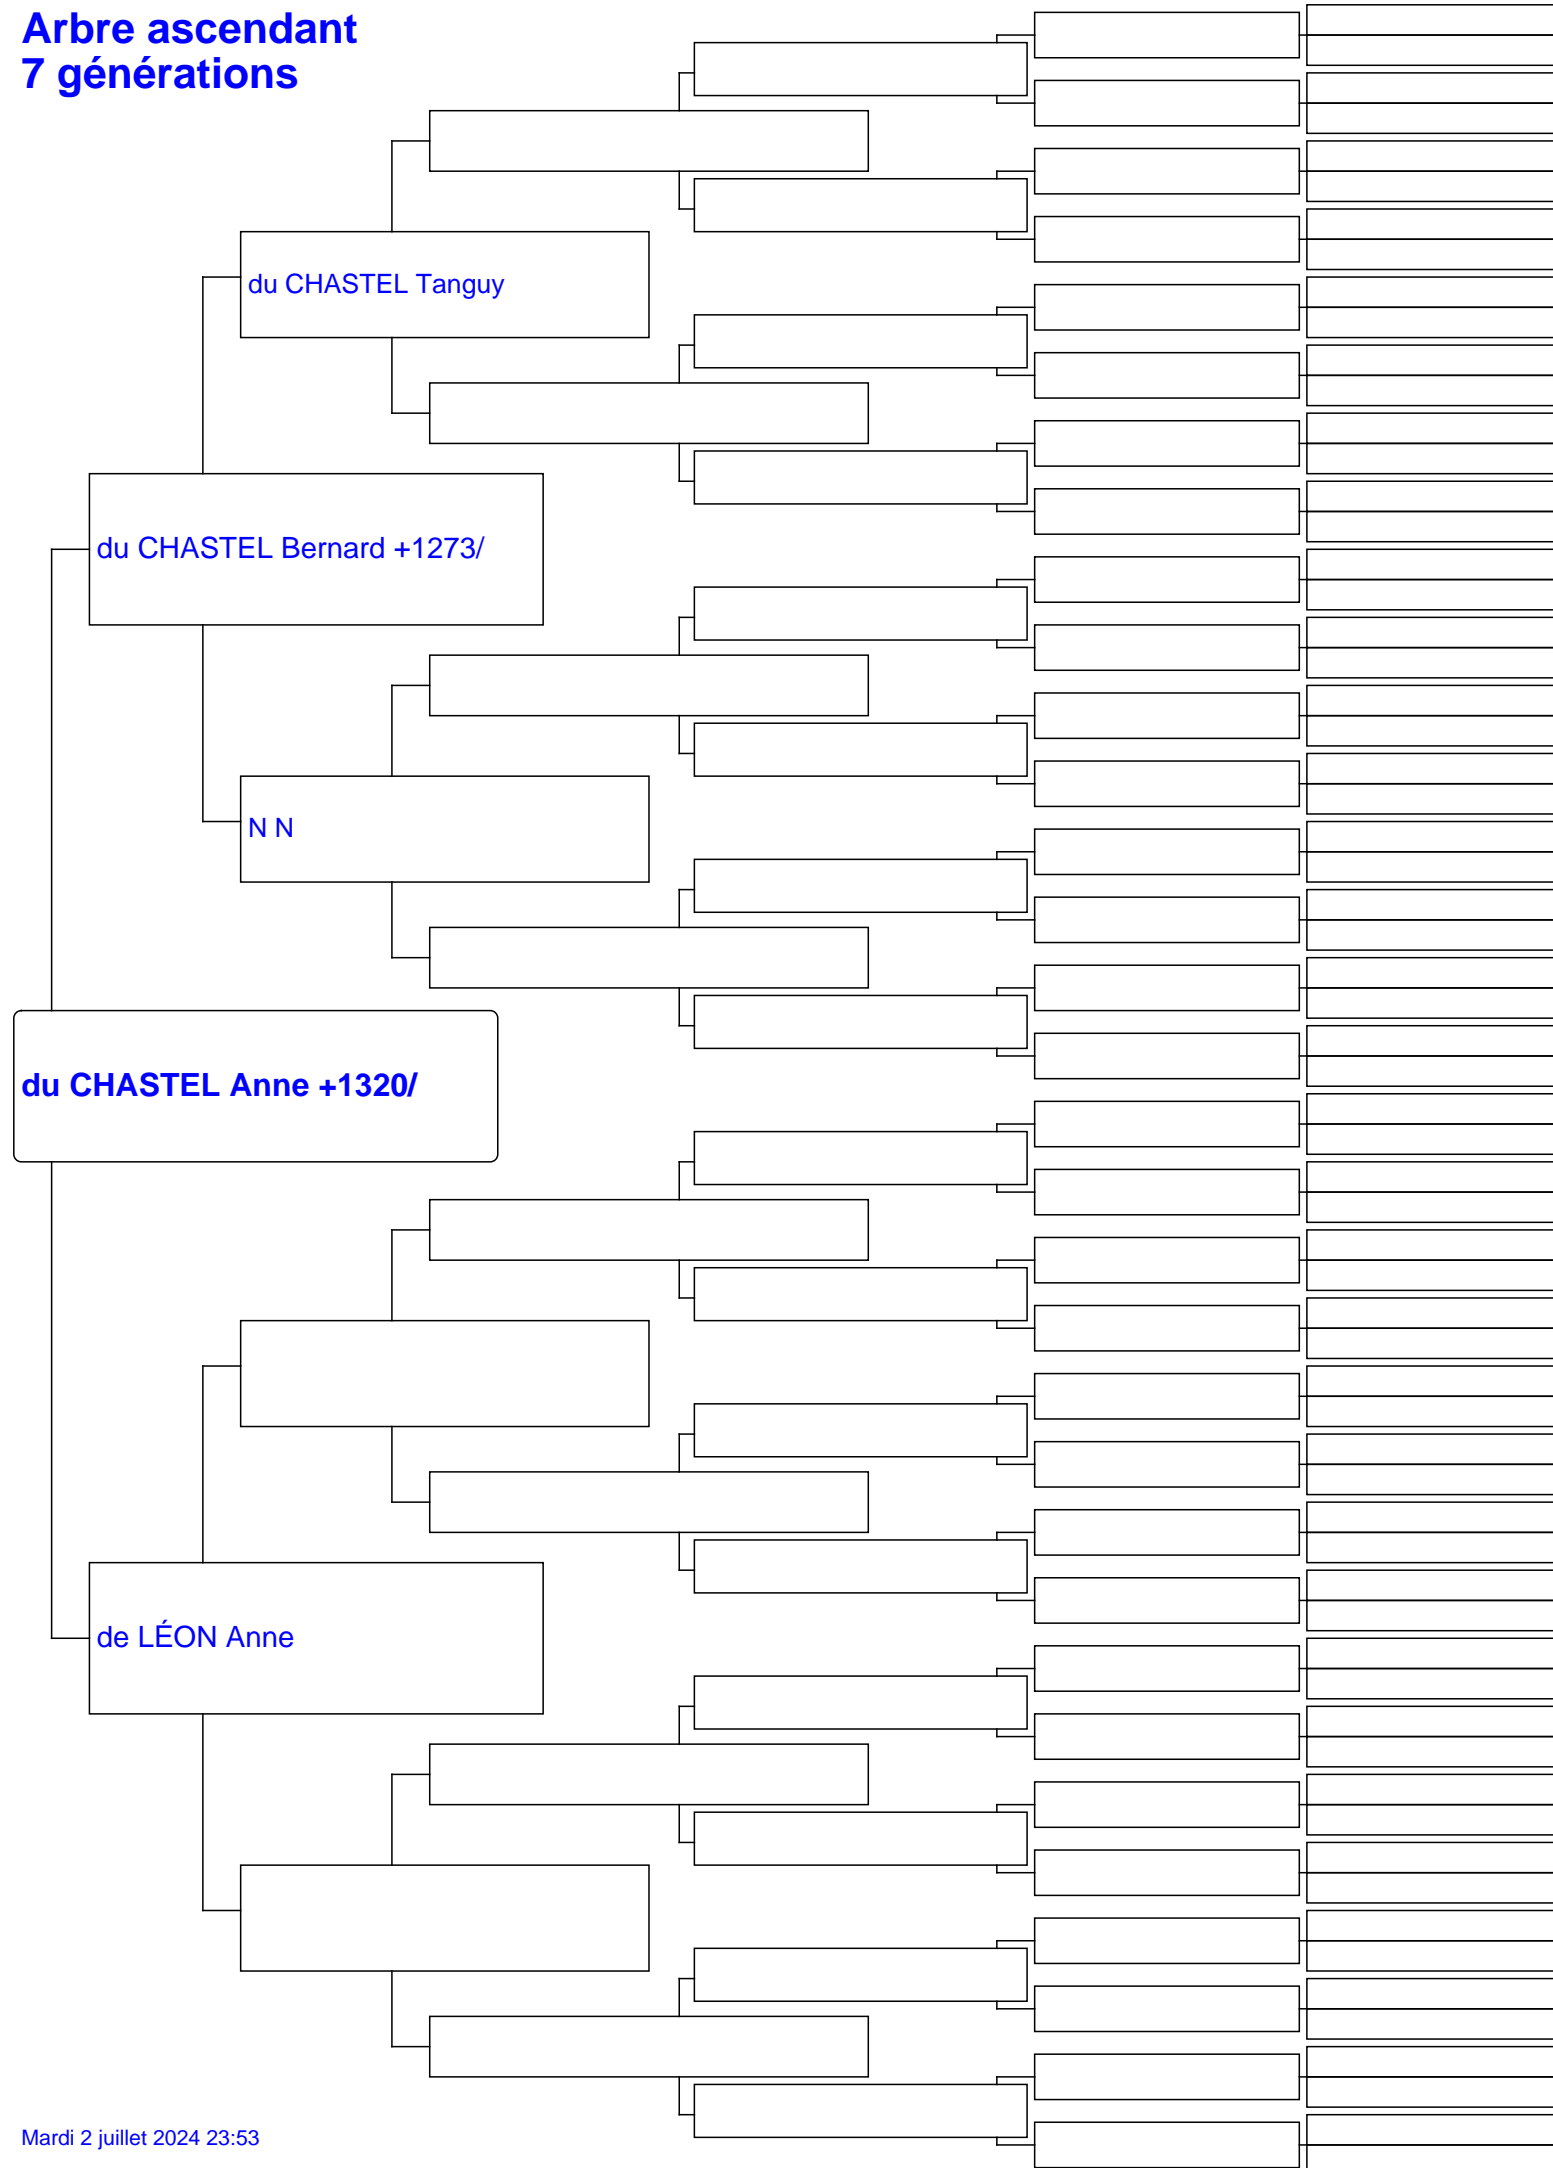 Arbre ascendant
7 générations
du CHASTEL Tanguy
du CHASTEL Bernard +1273/
N N
du CHASTEL Anne +1320/
de LÉON Anne
Mardi 2 juillet 2024 23:53